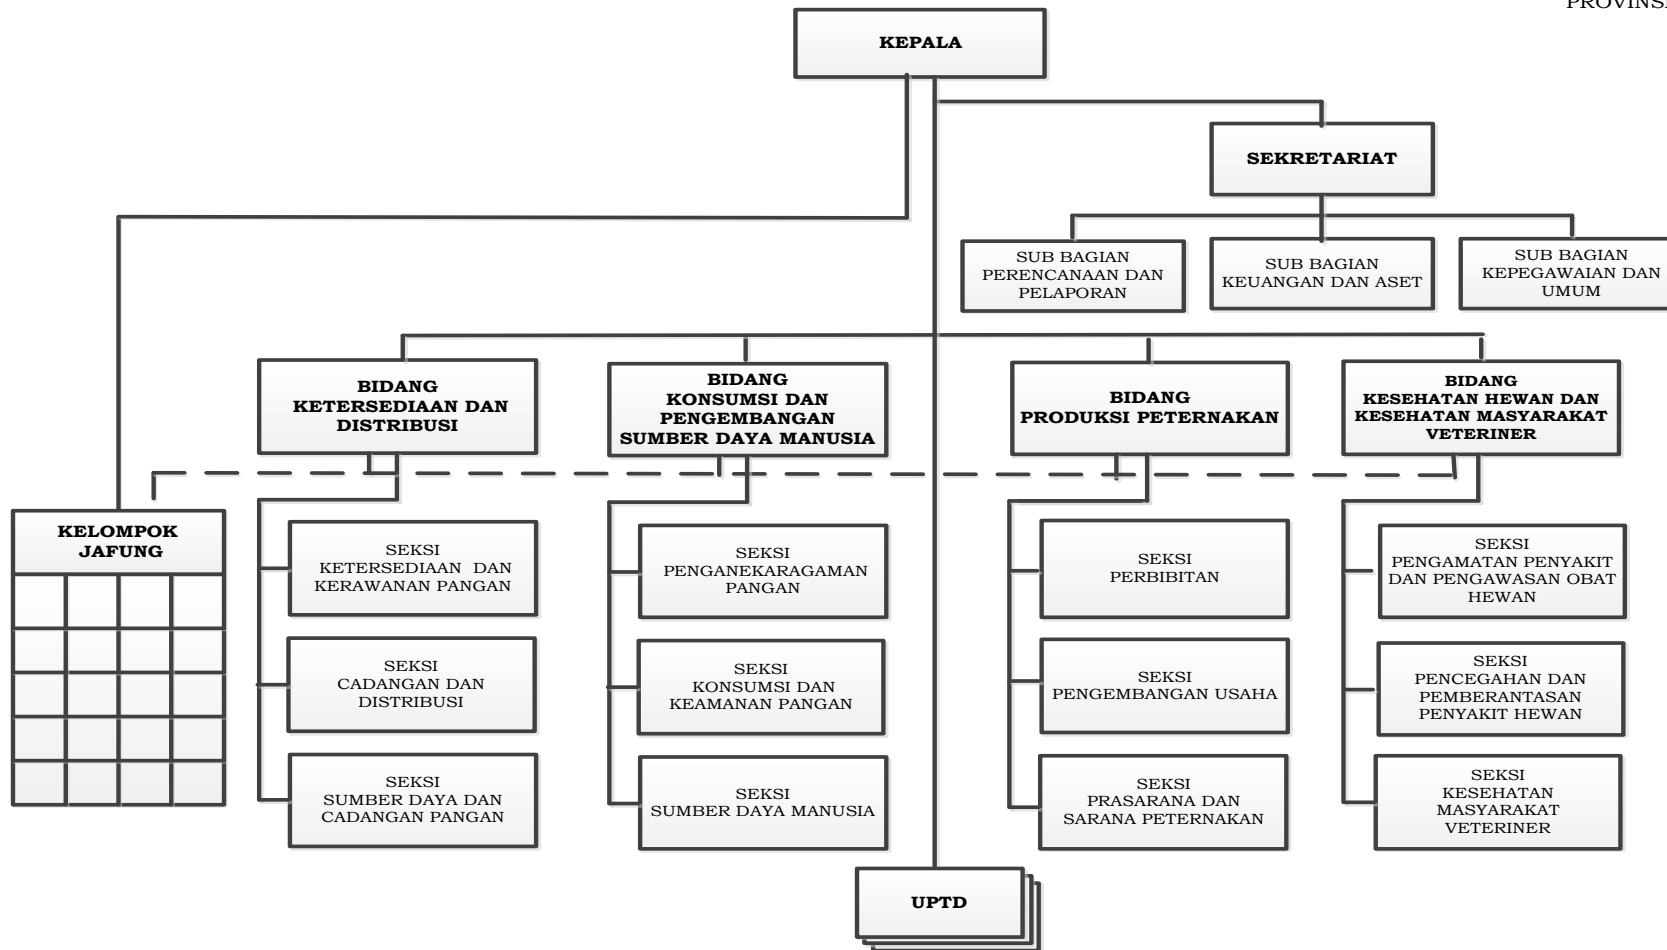 PROVINSI
KEPALA
SEKRETARIAT
SUB BAGIAN
PERENCANAAN DAN
PELAPORAN
SUB BAGIAN
KEUANGAN DAN ASET
SUB BAGIAN
KEPEGAWAIAN DAN
UMUM
BIDANG
KETERSEDIAAN DAN
DISTRIBUSI
BIDANG
KONSUMSI DAN
PENGEMBANGAN
SUMBER DAYA MANUSIA
BIDANG
PRODUKSI PETERNAKAN
BIDANG
KESEHATAN HEWAN DAN
KESEHATAN MASYARAKAT
VETERINER
KELOMPOK
JAFUNG
SEKSI
KETERSEDIAAN DAN
KERAWANAN PANGAN
SEKSI
PENGANEKARAGAMAN
PANGAN
SEKSI
PERBIBITAN
SEKSI
PENGAMATAN PENYAKIT
DAN PENGAWASAN OBAT
HEWAN
SEKSI
CADANGAN DAN
DISTRIBUSI
SEKSI
KONSUMSI DAN
KEAMANAN PANGAN
SEKSI
PENGEMBANGAN USAHA
SEKSI
PENCEGAHAN DAN
PEMBERANTASAN
PENYAKIT HEWAN
SEKSI
SUMBER DAYA DAN
CADANGAN PANGAN
SEKSI
SUMBER DAYA MANUSIA
SEKSI
PRASARANA DAN
SARANA PETERNAKAN
SEKSI
KESEHATAN
MASYARAKAT
VETERINER
UPTD